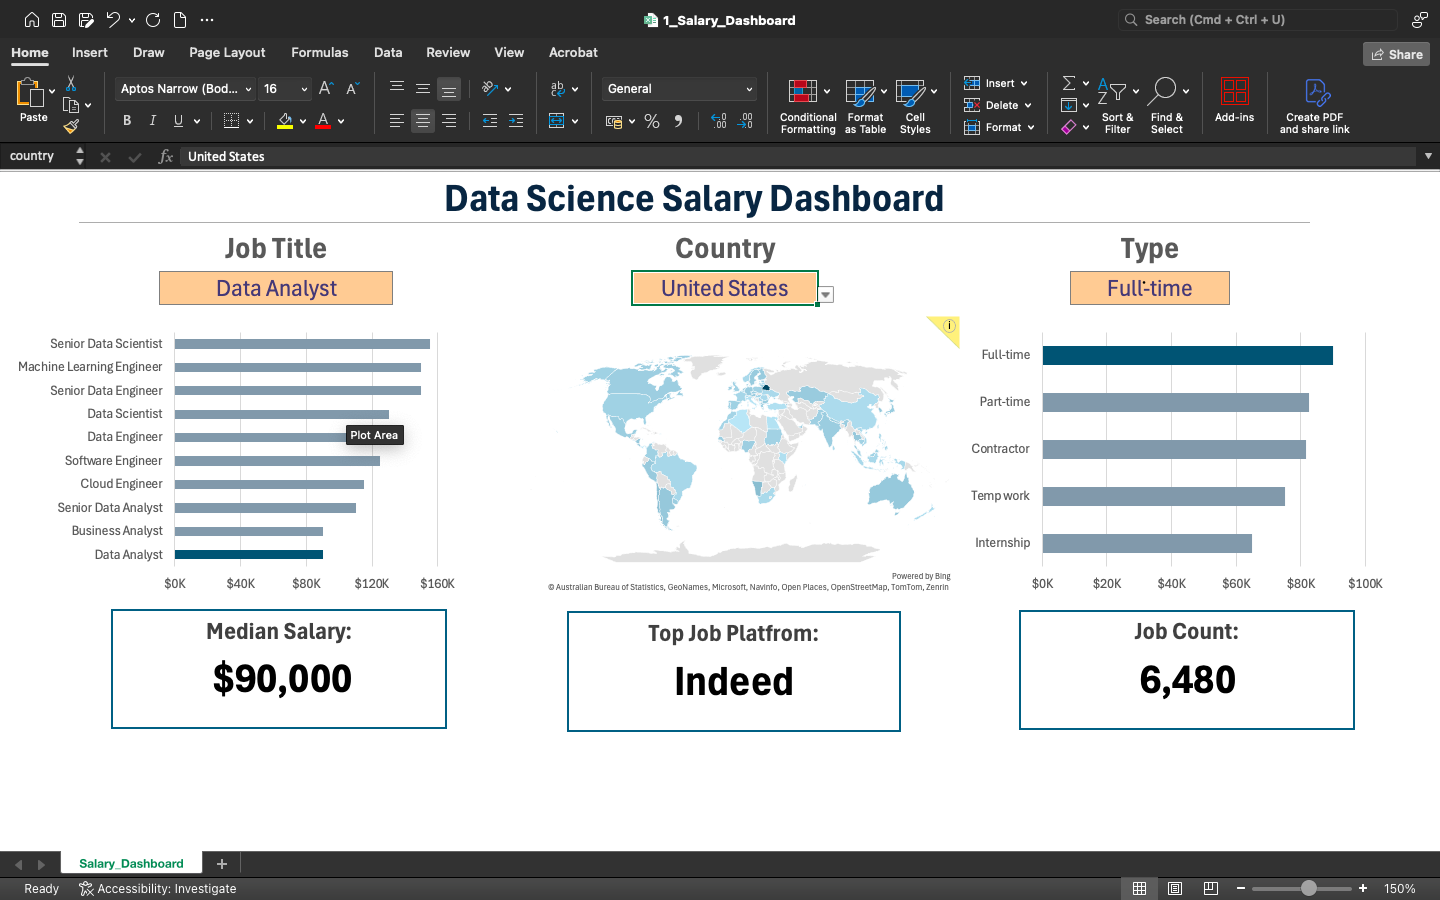 1_Salary_Dashboard
Search (Cmd + Ctrl + U)
Home Insert Draw Page Layout Formulas Data Review View Acrobat
Share
Paste
Aptos Narrow (Bod... 16
B I U
General
Conditional Formatting
Format as Table
Cell Styles
Insert
Delete
Format
Sort & Filter
Find & Select
Add-ins
Create PDF and share link
country fx United States
Data Science Salary Dashboard
Job Title
Data Analyst
Country
United States
Type
Full-time
Senior Data Scientist
Machine Learning Engineer
Senior Data Engineer
Data Scientist
Data Engineer
Plot Area
Software Engineer
Cloud Engineer
Senior Data Analyst
Business Analyst
Data Analyst
$0K $40K $80K $120K $160K
Powered by Bing
© Australian Bureau of Statistics, GeoNames, Microsoft, Navinfo, Open Places, OpenStreetMap, TomTom, Zenrin
Full-time
Part-time
Contractor
Temp work
Internship
$0K $20K $40K $60K $80K $100K
Median Salary:
$90,000
Top Job Platfrom:
Indeed
Job Count:
6,480
Salary_Dashboard
Ready Accessibility: Investigate
150%